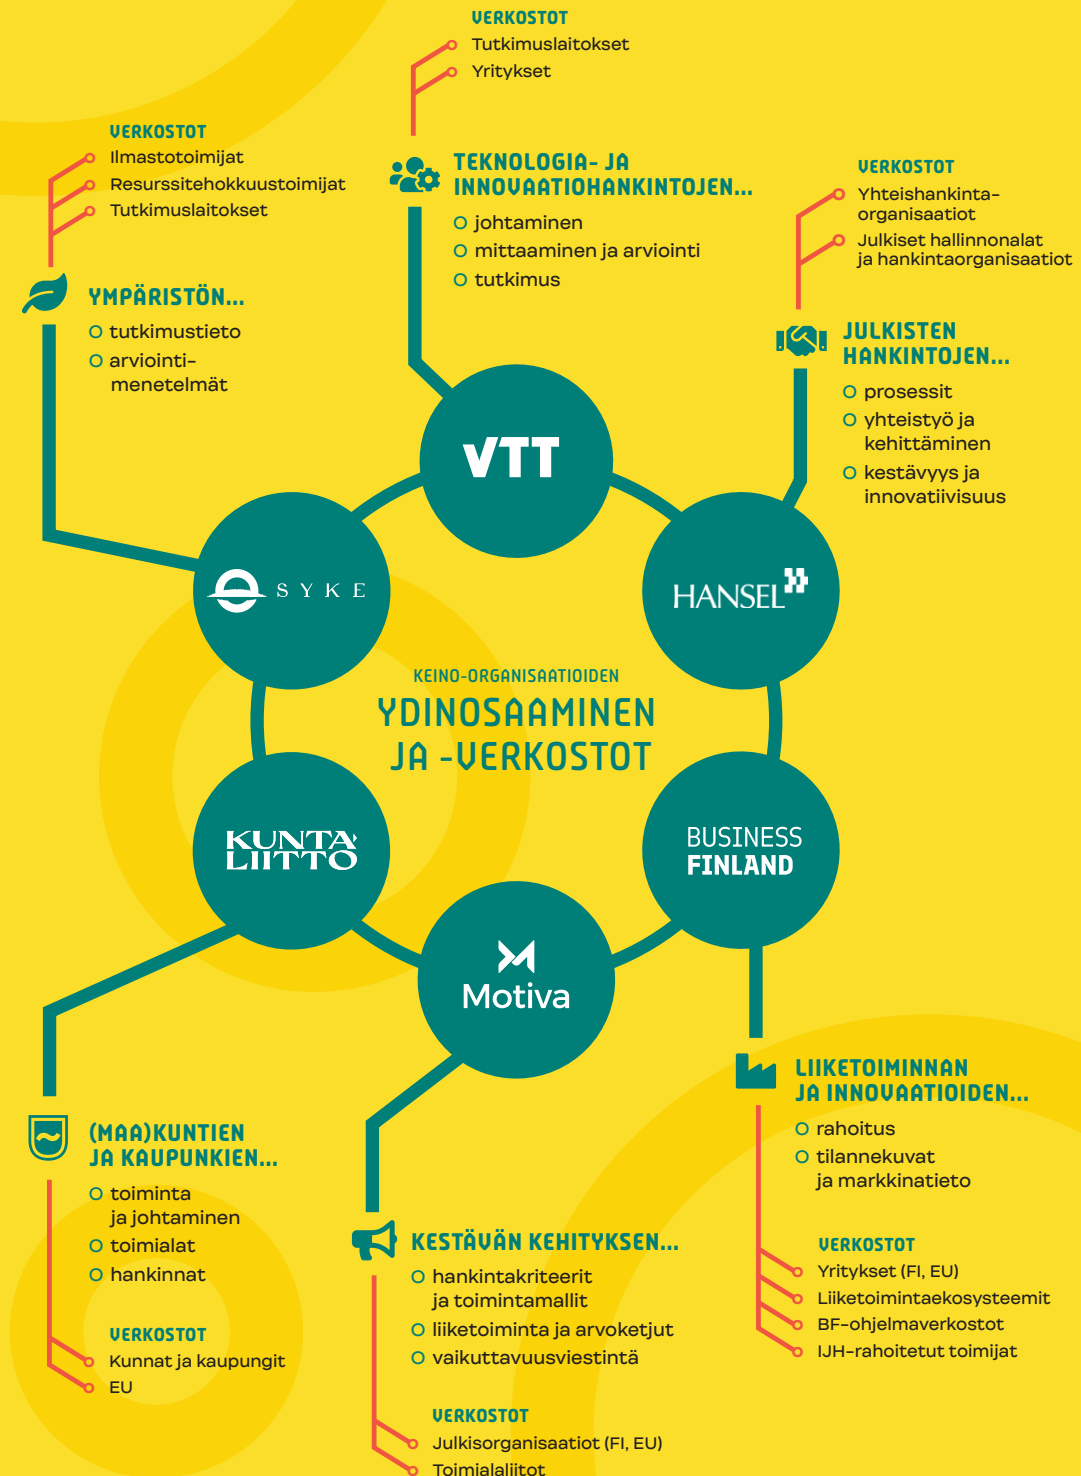 VERKOSTOT
Tutkimuslaitokset
Yritykset
TEKNOLOGIA- JA
INNOVAATIOHANKINTOJEN...
johtaminen
mittaaminen ja arviointi
tutkimus
VERKOSTOT
Ilmastotoimijat
Resurssitehokkuustoimijat
Tutkimuslaitokset
YMPÄRISTÖN...
tutkimustieto
arviointi-
menetelmät
VERKOSTOT
Yhteishankinta-
organisaatiot
Julkiset hallinnonalat
ja hankintaorganisaatiot
JULKISTEN
HANKINTOJEN...
prosessit
yhteistyö ja
kehittäminen
kestävyys ja
innovatiivisuus
VTT
SYKE
HANSEL
KEINO-ORGANISAATIOIDEN
YDINOSAAMINEN
JA -VERKOSTOT
KUNTA
LIITTO
BUSINESS
FINLAND
Motiva
(MAA)KUNTIEN
JA KAUPUNKIEN...
toiminta
ja johtaminen
toimialat
hankinnat
VERKOSTOT
Kunnat ja kaupungit
EU
KESTÄVÄN KEHITYKSEN...
hankintakriteerit
ja toimintamallit
liiketoiminta ja arvoketjut
vaikuttavuusviestintä
VERKOSTOT
Julkisorganisaatiot (FI, EU)
Toimialaliitot
LIIKETOIMINNAN
JA INNOVAATIOIDEN...
rahoitus
tilannekuvat
ja markkinatieto
VERKOSTOT
Yritykset (FI, EU)
Liiketoimintaekosysteemit
BF-ohjelmaverkostot
IJH-rahoitetut toimijat